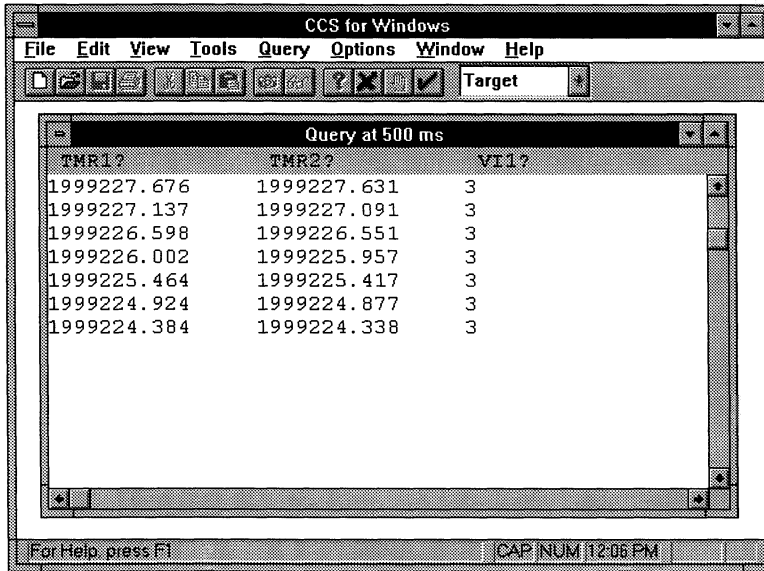 CCS for Windows
File Edit View Tools Query Options Window Help
Target
Query at 500 ms
TMR1? TMR2? VI1?
1999227.676 1999227.631 3
1999227.137 1999227.091 3
1999226.598 1999226.551 3
1999226.002 1999225.957 3
1999225.464 1999225.417 3
1999224.924 1999224.877 3
1999224.384 1999224.338 3
For Help, press F1 CAP NUM 12:06 PM